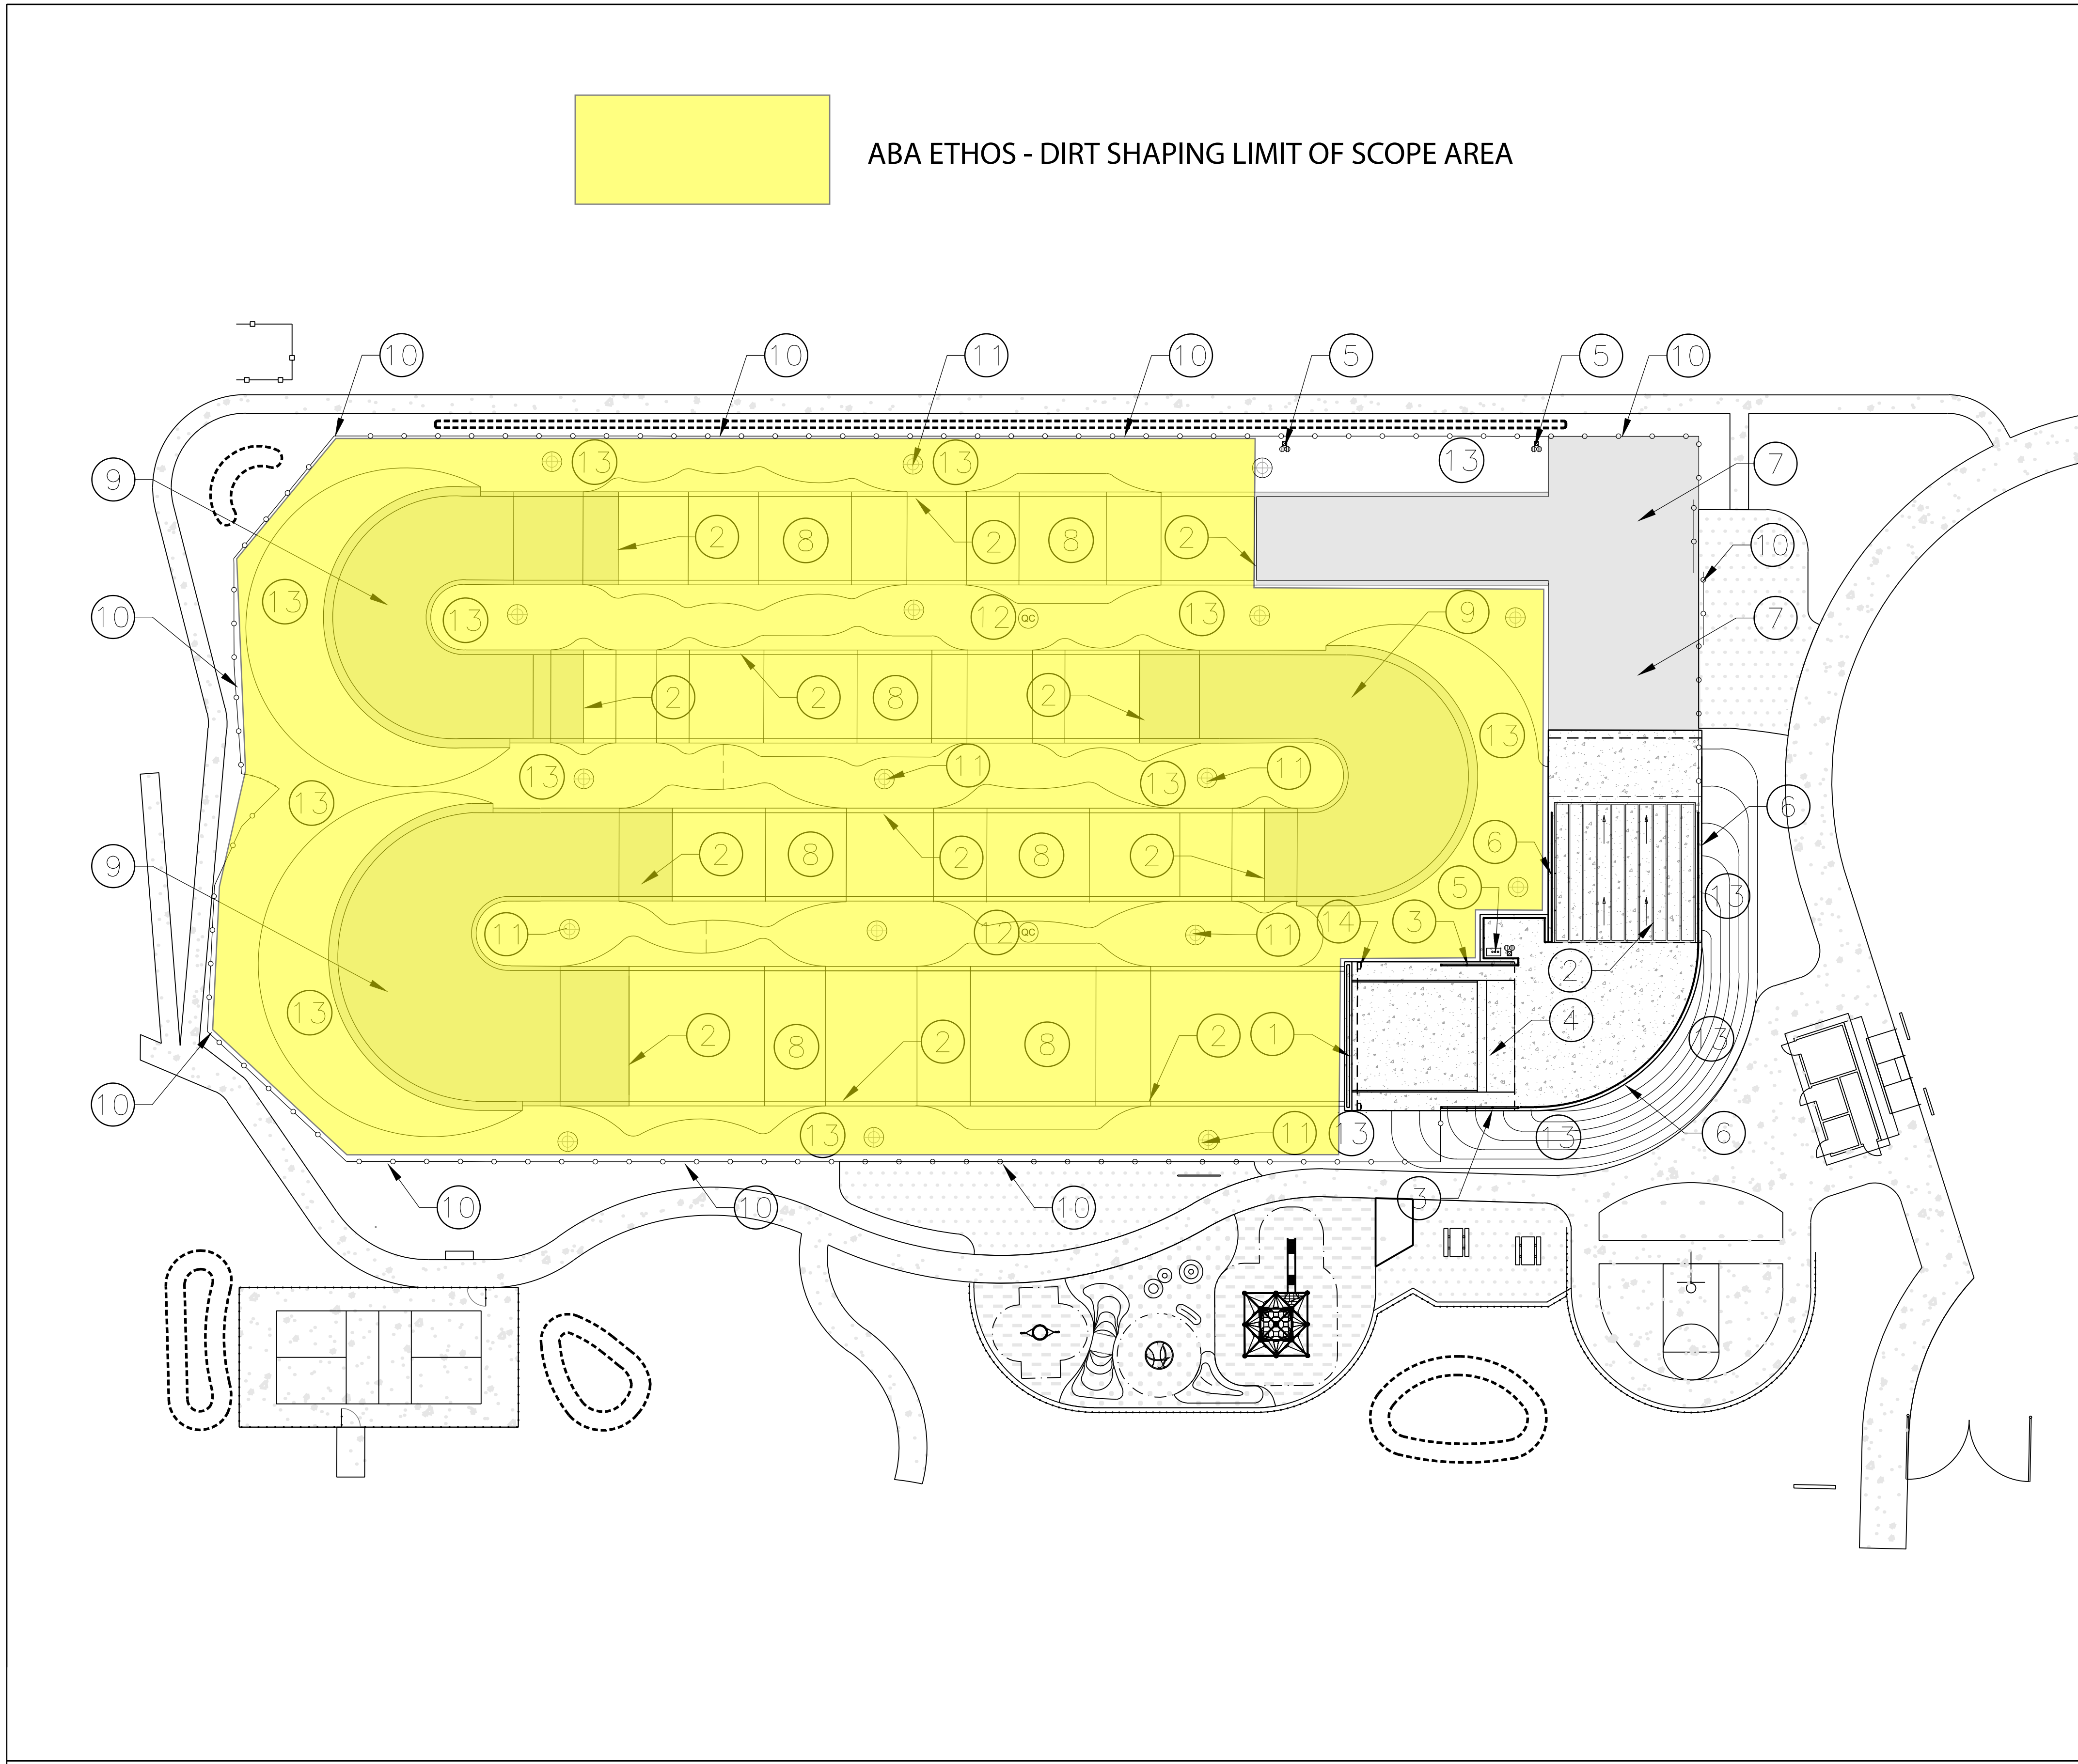 ABA ETHOS - DIRT SHAPING LIMIT OF SCOPE AREA
10 10 11 10 5 5 10
13 13 13
9 7
2 8 2 8 2 10
13 13 12 QC 13 9
10 7
2 2 8 2
13
13 11 13 11
13 6
9 2 8 2 8 2 6
5 13
11 12 QC 11 14 3
2
13 2 8 2 8 2 1 4 13
10 13 11 13 13 6
10 10 10 3